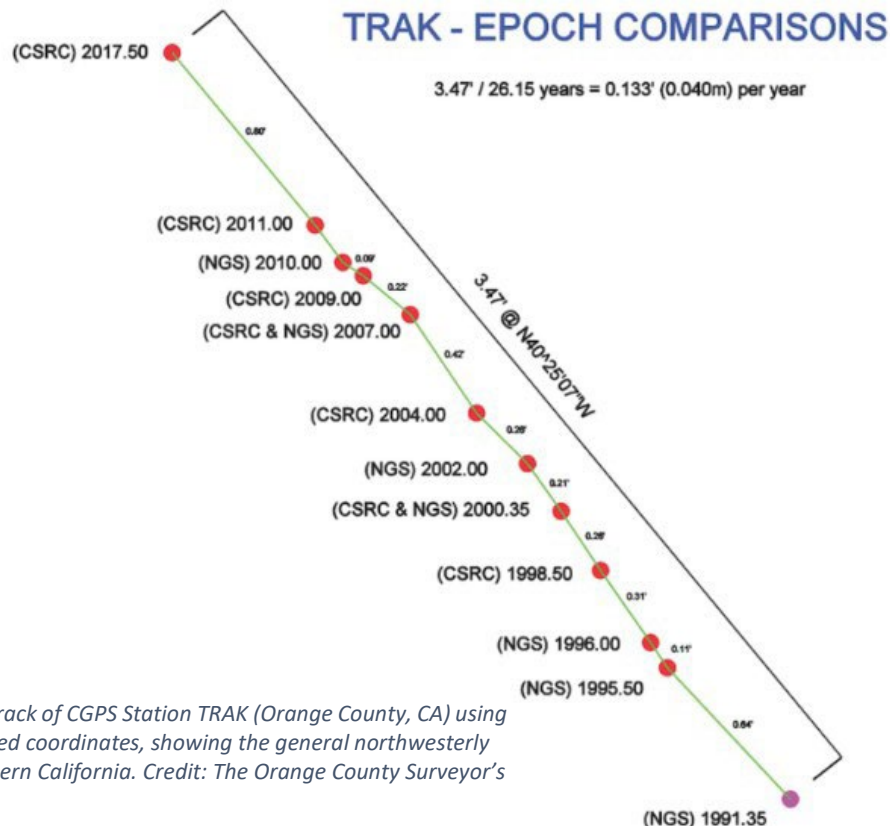 TRAK - EPOCH COMPARISONS
(CSRC) 2017.50
3.47' / 26.15 years = 0.133' (0.040m) per year
(CSRC) 2011.00
(NGS) 2010.00
0.09'
(CSRC) 2009.00
0.22'
(CSRC & NGS) 2007.00
3.47' @ N40^25'07"W
0.42'
(CSRC) 2004.00
(NGS) 2002.00
0.21'
(CSRC & NGS) 2000.35
(CSRC) 1998.50
0.31'
(NGS) 1996.00
0.11'
(NGS) 1995.50
rack of CGPS Station TRAK (Orange County, CA) using
ed coordinates, showing the general northwesterly
ern California. Credit: The Orange County Surveyor's
(NGS) 1991.35